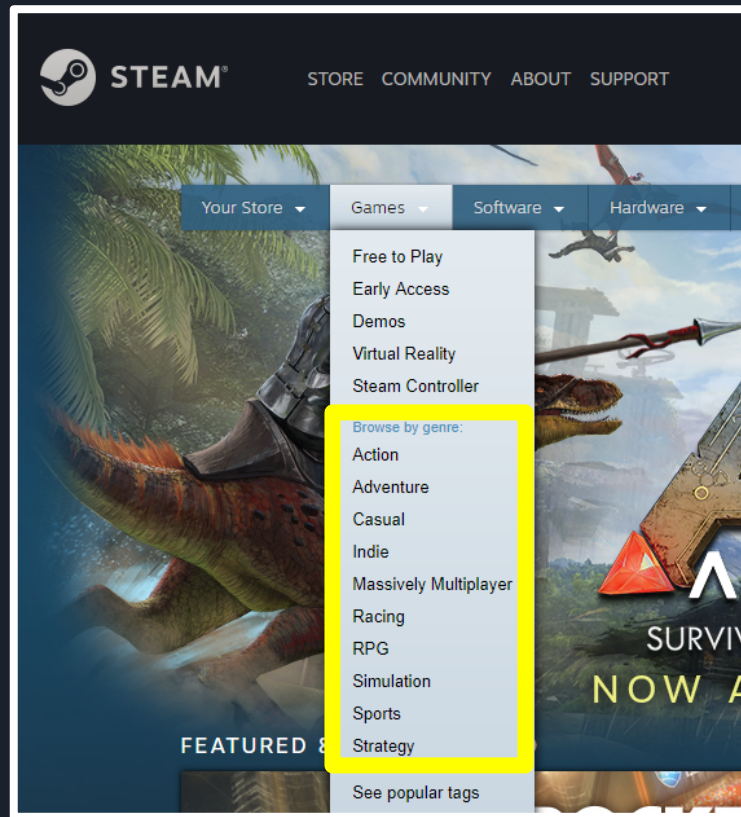 STEAM®
STORE COMMUNITY ABOUT SUPPORT
Your Store Games Software Hardware
Free to Play
Early Access
Demos
Virtual Reality
Steam Controller
Browse by genre:
Action
Adventure
Casual
Indie
Massively Multiplayer
Racing
RPG
Simulation
Sports
Strategy
See popular tags
SURVIV
NOW A
FEATURED &